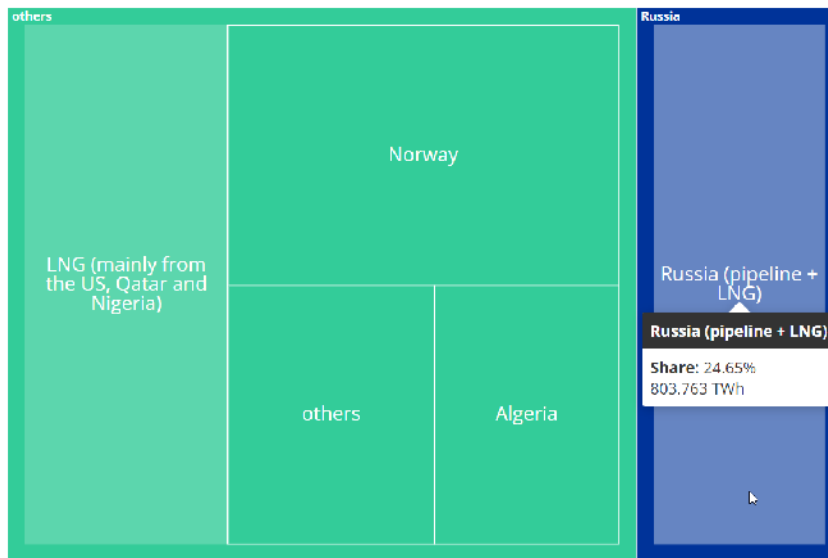 others
Russia
Norway
LNG (mainly from
the US, Qatar and
Nigeria)
Russia (pipeline +
LNG)
Russia (pipeline + LNG)
Share: 24.65%
803.763 TWh
others
Algeria